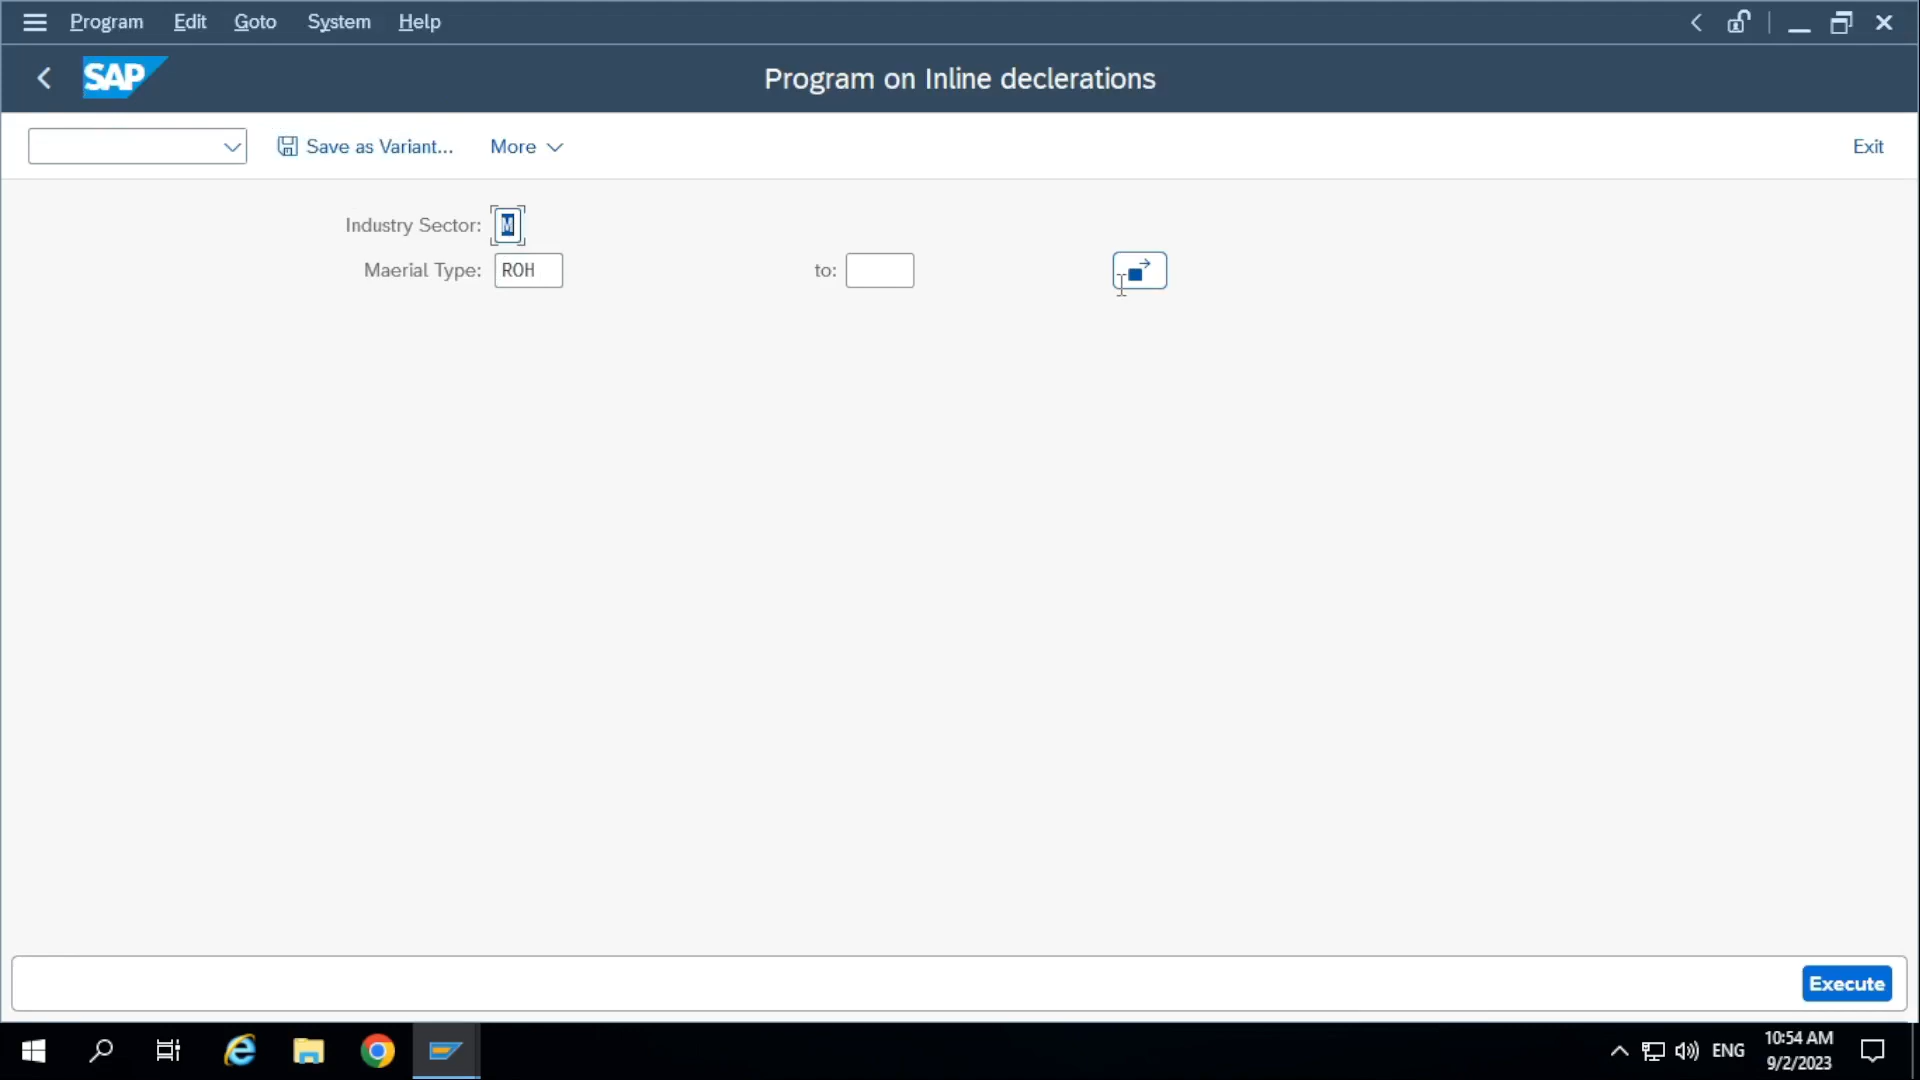 Program Edit Goto System Help
SAP Program on Inline declerations
Save as Variant... More Exit
Industry Sector: M
Maerial Type: ROH to:
Execute
ENG 10:54 AM
9/2/2023